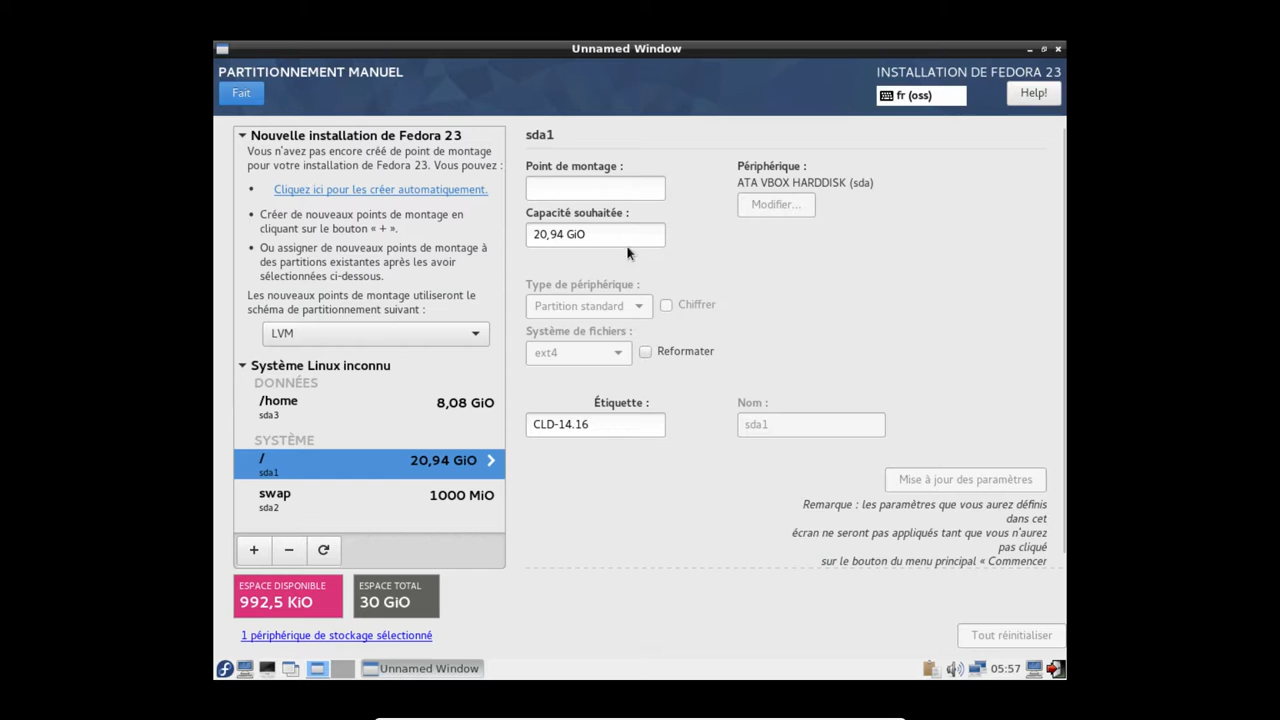 Unnamed Window
PARTITIONNEMENT MANUEL
INSTALLATION DE FEDORA 23
Fait
fr (oss)
Help!
Nouvelle installation de Fedora 23
Vous n'avez pas encore créé de point de montage
pour votre installation de Fedora 23. Vous pouvez :
• Cliquez ici pour les créer automatiquement.
• Créer de nouveaux points de montage en
cliquant sur le bouton « + ».
• Ou assigner de nouveaux points de montage à
des partitions existantes après les avoir
sélectionnées ci-dessous.
Les nouveaux points de montage utiliseront le
schéma de partitionnement suivant :
LVM
Système Linux inconnu
DONNÉES
/home
8,08 GiO
sda3
SYSTÈME
/
20,94 GiO
sda1
swap
1000 MiO
sda2
+ −
ESPACE DISPONIBLE
992,5 KiO
ESPACE TOTAL
30 GiO
1 périphérique de stockage sélectionné
sda1
Point de montage :
Périphérique :
ATA VBOX HARDDISK (sda)
Modifier...
Capacité souhaitée :
20,94 GiO
Type de périphérique :
Partition standard
Chiffrer
Système de fichiers :
ext4
Reformater
Étiquette :
CLD-14.16
Nom :
sda1
Mise à jour des paramètres
Remarque : les paramètres que vous aurez définis
dans cet
écran ne seront pas appliqués tant que vous n'aurez
pas cliqué
sur le bouton du menu principal « Commencer
Tout réinitialiser
Unnamed Window
05:57